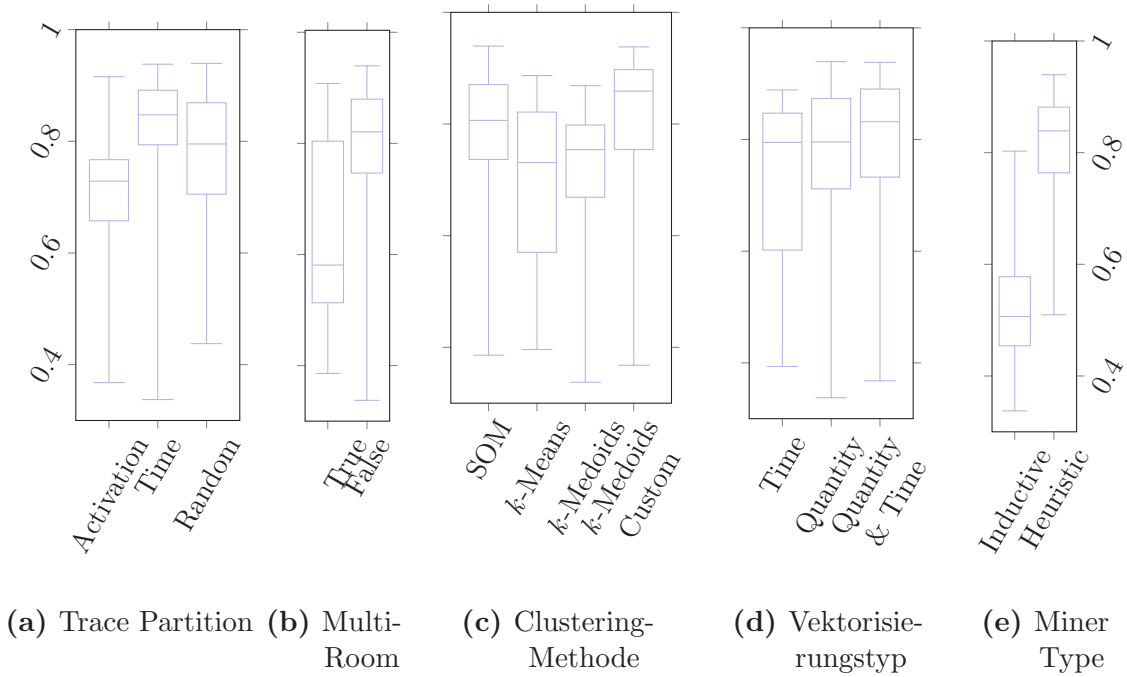 1
0.8
0.6
0.4
Activation
Time
Random
True
False
SOM
k-Means
k-Medoids
k-Medoids
Custom
Time
Quantity
Quantity
& Time
1
0.8
0.6
0.4
Inductive
Heuristic
(a) Trace Partition
(b) Multi-
Room
(c) Clustering-
Methode
(d) Vektorisie-
rungstyp
(e) Miner
Type